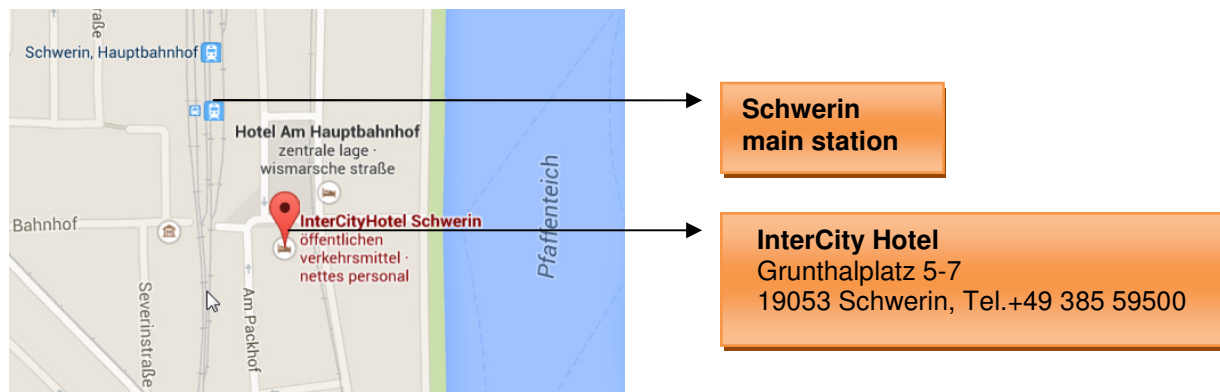 straße
Schwerin, Hauptbahnhof
Hotel Am Hauptbahnhof
zentrale lage ·
wismarsche straße
InterCityHotel Schwerin
öffentlichen
verkehrsmittel ·
nettes personal
Bahnhof
Severinstraße
Am Packhof
Pfaffenteich
Schwerin
main station
InterCity Hotel
Grunthalplatz 5-7
19053 Schwerin, Tel.+49 385 59500